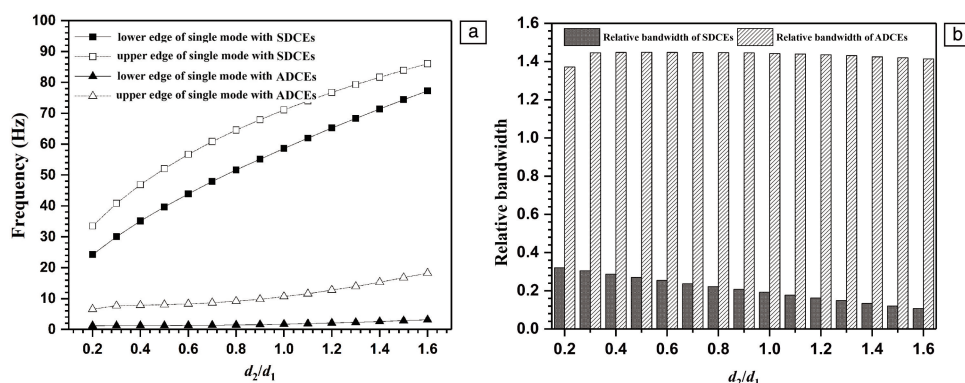 a
lower edge of single mode with SDCEs
upper edge of single mode with SDCEs
lower edge of single mode with ADCEs
upper edge of single mode with ADCEs
Frequency (Hz)
100
90
80
70
60
50
40
30
20
10
0
0.2 0.4 0.6 0.8 1.0 1.2 1.4 1.6
d₂/d₁
b
Relative bandwidth of SDCEs Relative bandwidth of ADCEs
Relative bandwidth
1.6
1.4
1.2
1.0
0.8
0.6
0.4
0.2
0.0
0.2 0.4 0.6 0.8 1.0 1.2 1.4 1.6
d₂/d₁